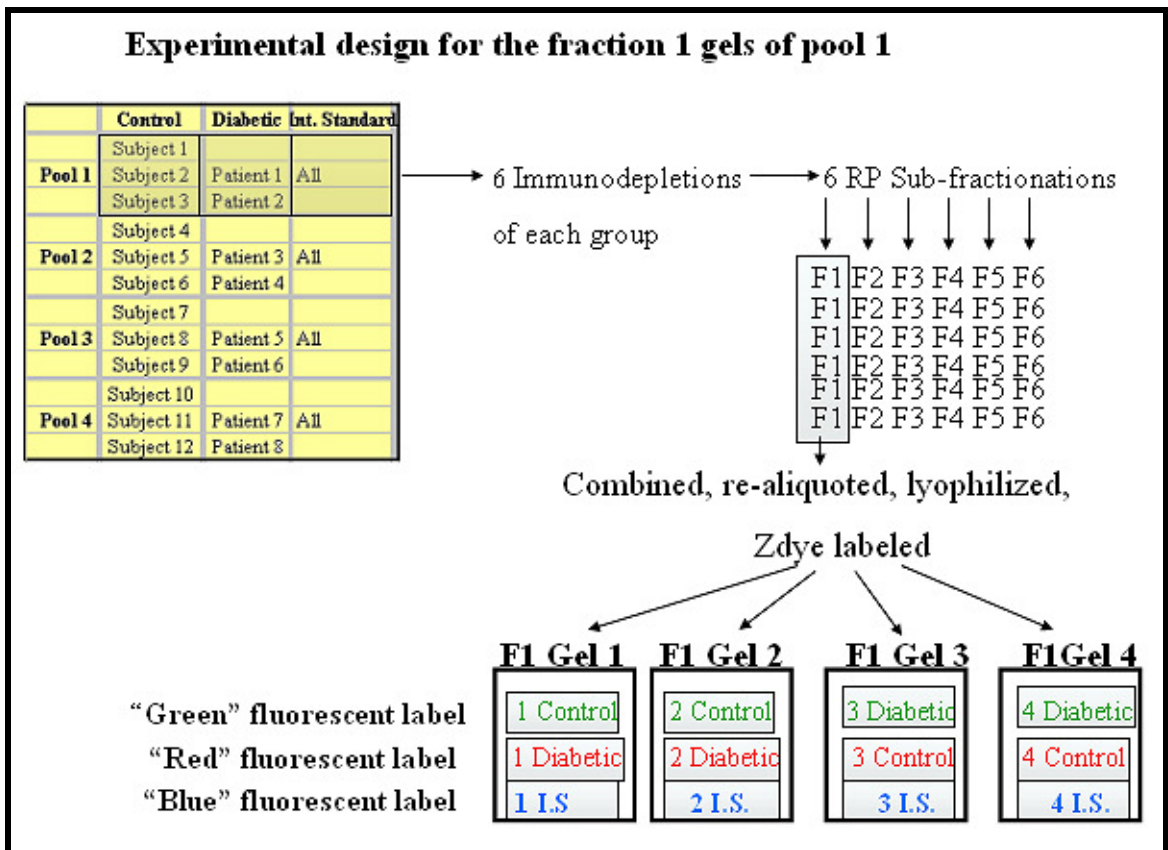 Experimental design for the fraction 1 gels of pool 1
Control Diabetic Int. Standard
Subject 1
Pool 1 Subject 2 Patient 1 All
Subject 3 Patient 2
Subject 4
Pool 2 Subject 5 Patient 3 All
Subject 6 Patient 4
Subject 7
Pool 3 Subject 8 Patient 5 All
Subject 9 Patient 6
Subject 10
Pool 4 Subject 11 Patient 7 All
Subject 12 Patient 8
6 Immunodepletions
of each group
6 RP Sub-fractionations
F1 F2 F3 F4 F5 F6
F1 F2 F3 F4 F5 F6
F1 F2 F3 F4 F5 F6
F1 F2 F3 F4 F5 F6
F1 F2 F3 F4 F5 F6
F1 F2 F3 F4 F5 F6
Combined, re-aliquoted, lyophilized,
Zdye labeled
F1 Gel 1 F1 Gel 2 F1 Gel 3 F1Gel 4
“Green” fluorescent label 1 Control 2 Control 3 Diabetic 4 Diabetic
“Red” fluorescent label 1 Diabetic 2 Diabetic 3 Control 4 Control
“Blue” fluorescent label 1 I.S 2 I.S. 3 I.S. 4 I.S.